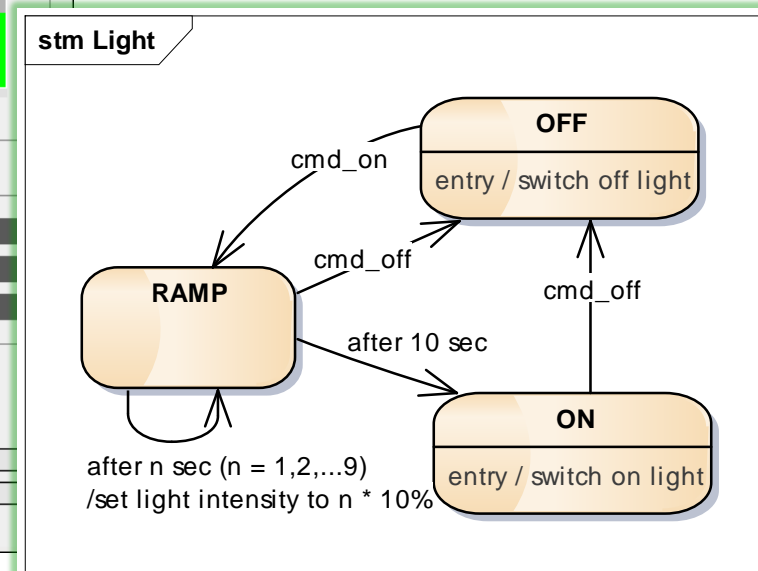 stm Light
OFF
entry / switch off light
cmd_on
cmd_off
RAMP
cmd_off
after 10 sec
ON
entry / switch on light
after n sec (n = 1,2,...9)
/set light intensity to n * 10%